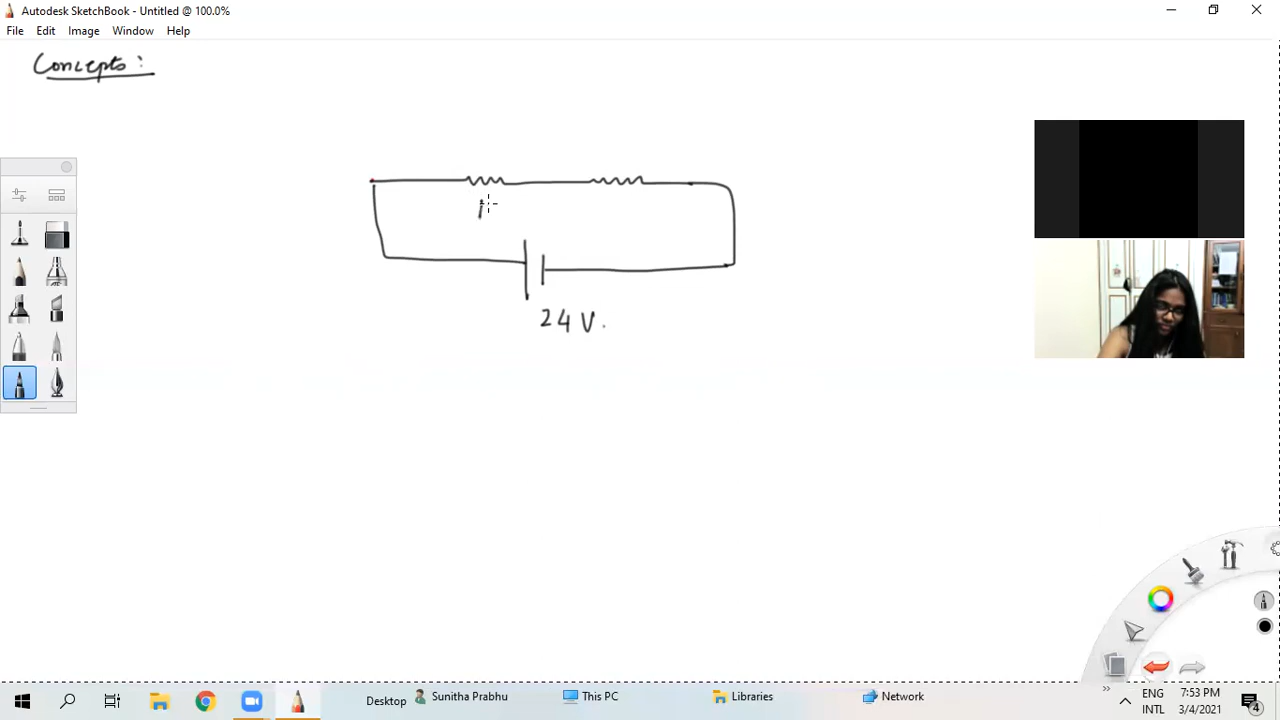 Autodesk SketchBook - Untitled @ 100.0%
File Edit Image Window Help
Concepts:
24 V.
Desktop
Sunitha Prabhu
This PC
Libraries
Network
ENG
INTL
7:53 PM
3/4/2021
4